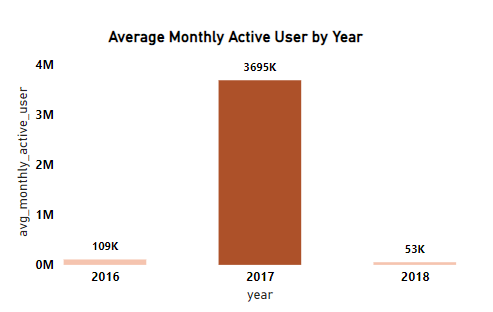 Average Monthly Active User by Year
4M
3M
2M
1M
0M
avg_monthly_active_user
109K
3695K
53K
2016
2017
2018
year